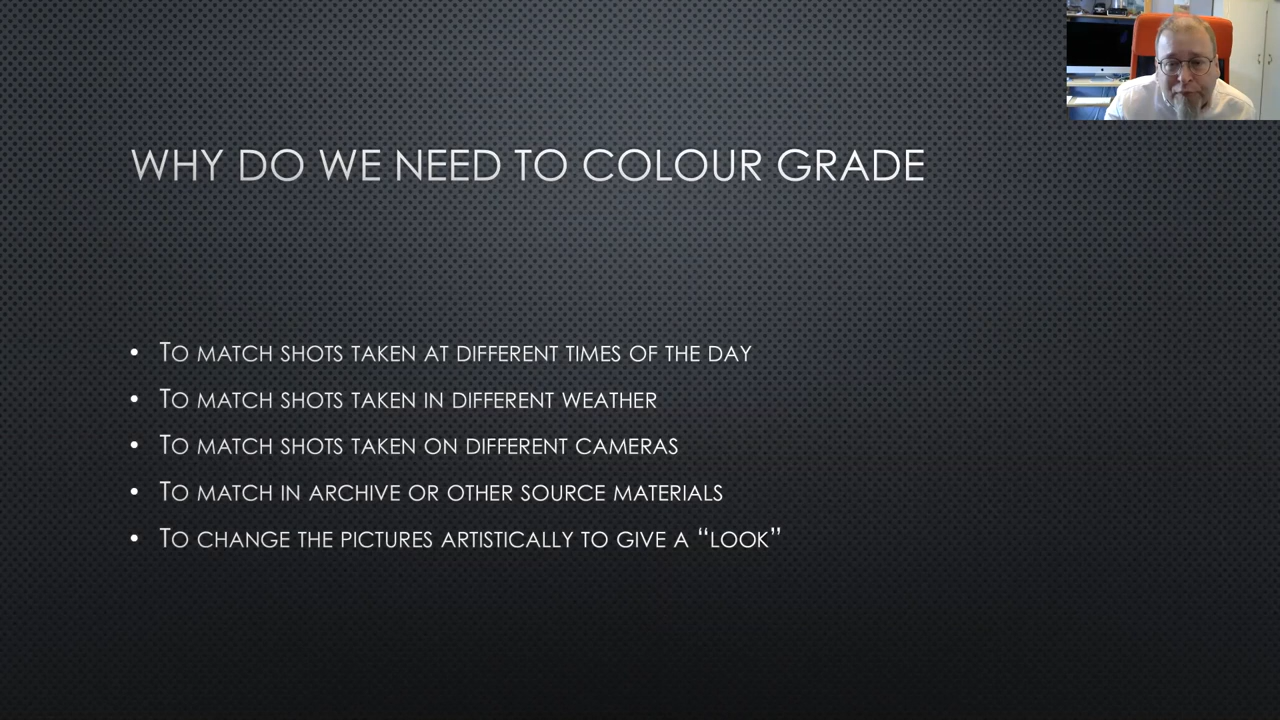 WHY DO WE NEED TO COLOUR GRADE
• TO MATCH SHOTS TAKEN AT DIFFERENT TIMES OF THE DAY
• TO MATCH SHOTS TAKEN IN DIFFERENT WEATHER
• TO MATCH SHOTS TAKEN ON DIFFERENT CAMERAS
• TO MATCH IN ARCHIVE OR OTHER SOURCE MATERIALS
• TO CHANGE THE PICTURES ARTISTICALLY TO GIVE A “LOOK”